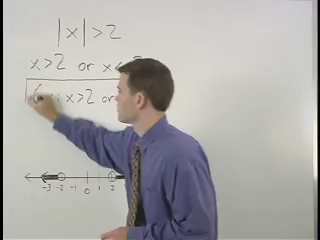 |x| > 2
x > 2 or x <
{ x > 2 or
-3 -2 -1 0 1 2